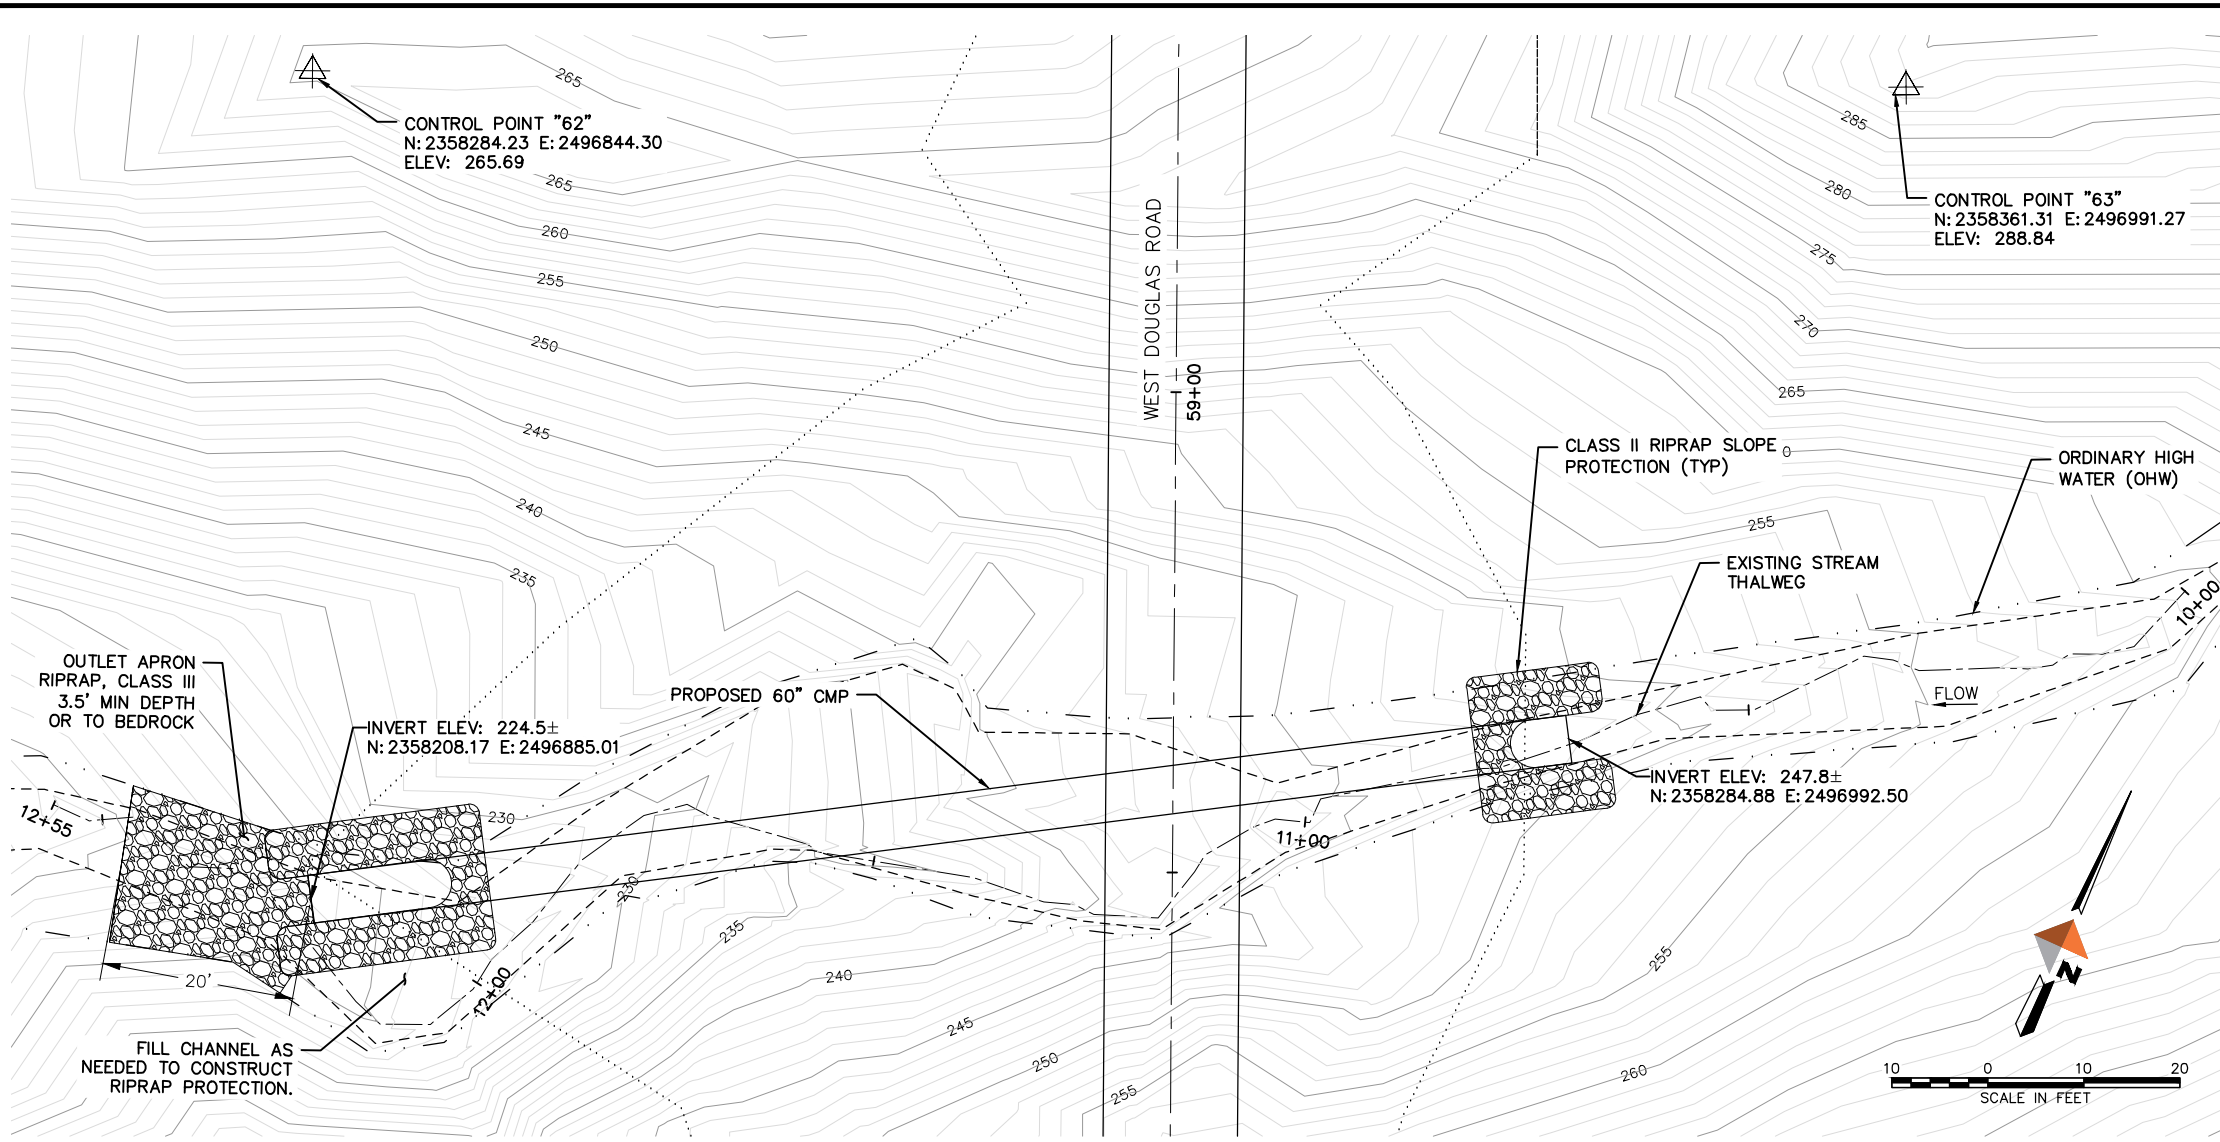 265
CONTROL POINT "62"
N: 2358284.23 E: 2496844.30
ELEV: 265.69
265
260
255
250
245
240
235
WEST DOUGLAS ROAD
59+00
285
280
CONTROL POINT "63"
N: 2358361.31 E: 2496991.27
ELEV: 288.84
275
270
265
CLASS II RIPRAP SLOPE
PROTECTION (TYP)
0
ORDINARY HIGH
WATER (OHW)
255
EXISTING STREAM
THALWEG
10+00
FLOW
OUTLET APRON
RIPRAP, CLASS III
3.5' MIN DEPTH
OR TO BEDROCK
INVERT ELEV: 224.5±
N: 2358208.17 E: 2496885.01
PROPOSED 60" CMP
INVERT ELEV: 247.8±
N: 2358284.88 E: 2496992.50
12+55
230
11+00
230
235
240
245
250
255
255
260
20'
12+00
FILL CHANNEL AS
NEEDED TO CONSTRUCT
RIPRAP PROTECTION.
N
10 0 10 20
SCALE IN FEET